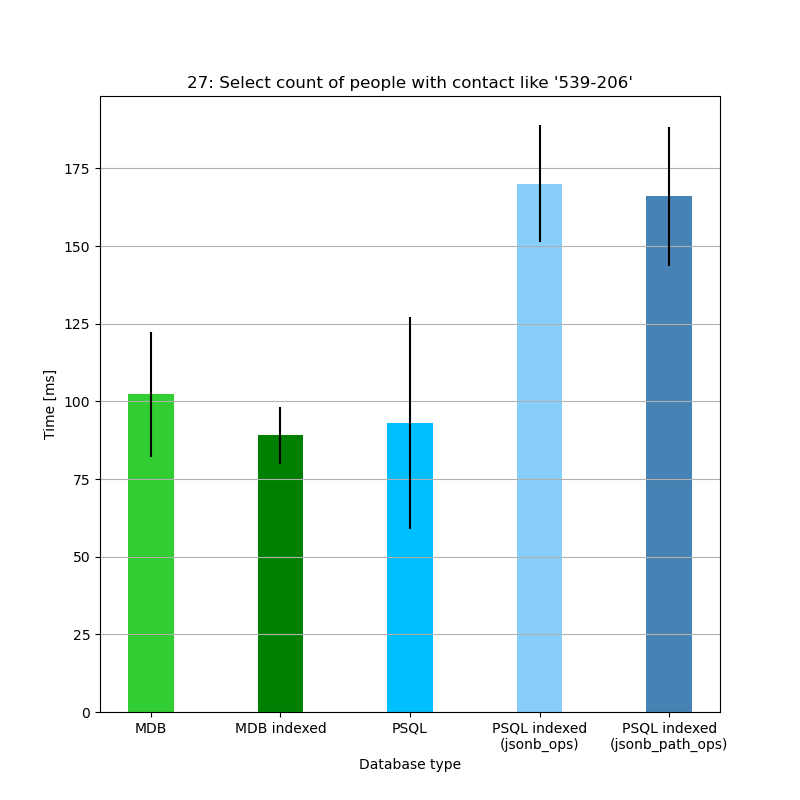 27: Select count of people with contact like '539-206'
175
150
125
100
75
50
25
0
Time [ms]
MDB
MDB indexed
PSQL
PSQL indexed
(jsonb_ops)
PSQL indexed
(jsonb_path_ops)
Database type